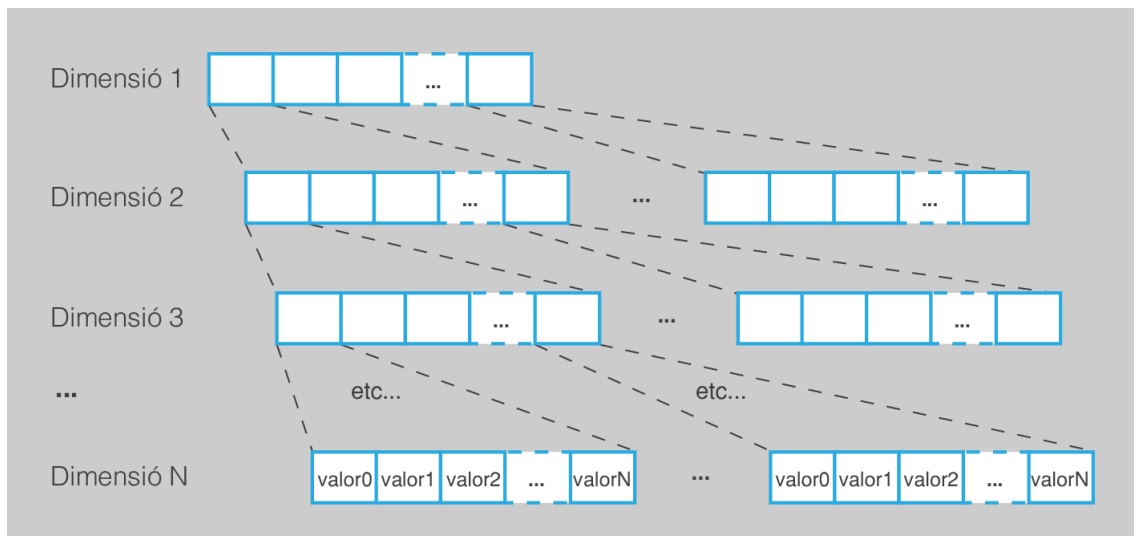 Dimensió 1
...
Dimensió 2
... ... ...
Dimensió 3
... ... ...
... etc... etc...
Dimensió N
valor0 valor1 valor2 ... valorN ... valor0 valor1 valor2 ... valorN